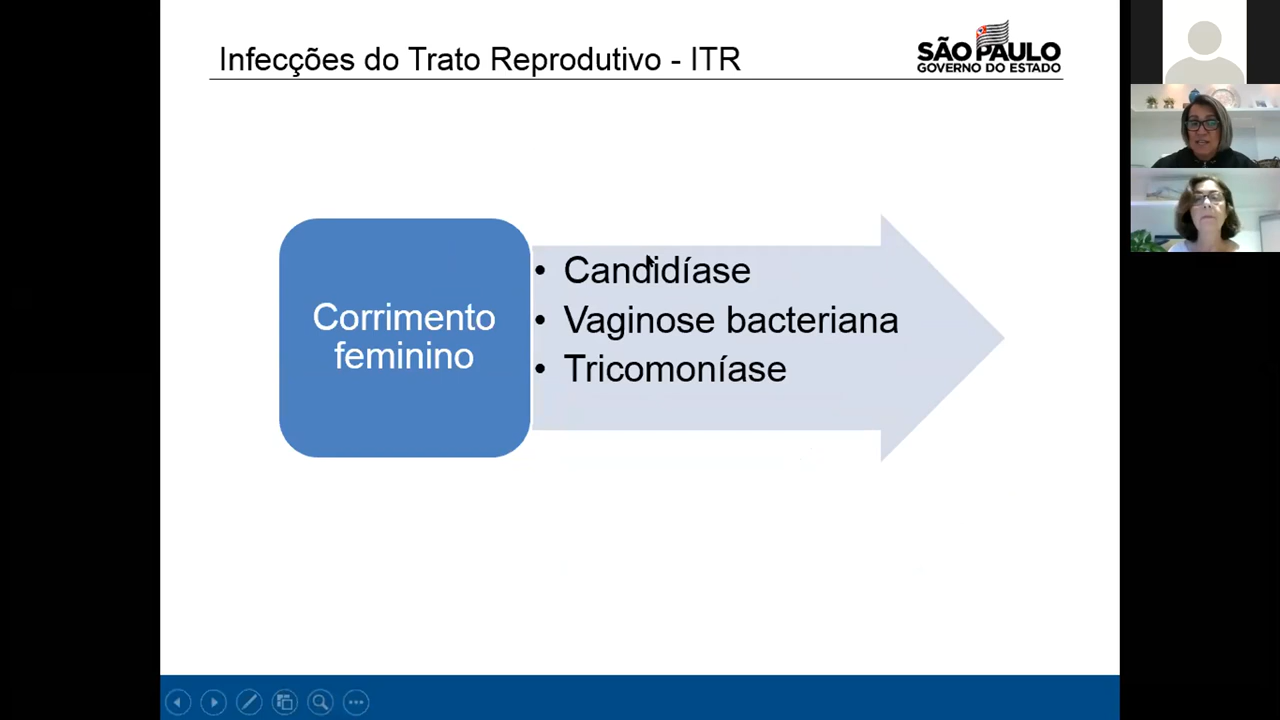 Infecções do Trato Reprodutivo - ITR
SÃO PAULO
GOVERNO DO ESTADO
Corrimento
feminino
• Candidíase
• Vaginose bacteriana
• Tricomoníase